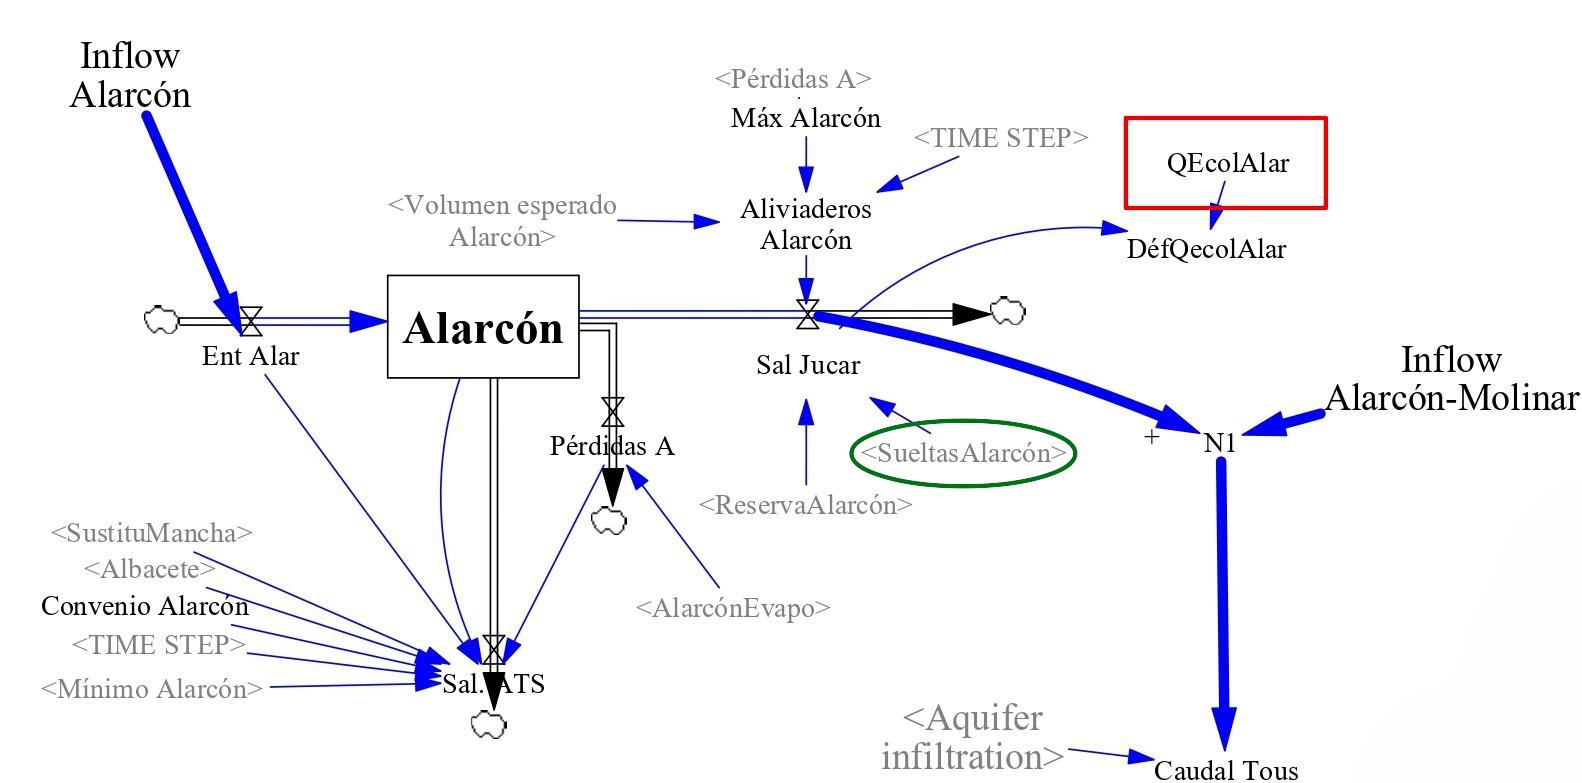 Inflow
Alarcón
<Pérdidas A>
Máx Alarcón
<TIME STEP>
QEcolAlar
<Volumen esperado
Alarcón>
Aliviaderos
Alarcón
DéfQecolAlar
Alarcón
Ent Alar
Sal Jucar
Inflow
Alarcón-Molinar
+
N1
Pérdidas A
<SueltasAlarcón>
<ReservaAlarcón>
<SustituMancha>
<Albacete>
Convenio Alarcón
<TIME STEP>
<Mínimo Alarcón>
<AlarcónEvapo>
Sal. ATS
<Aquifer
infiltration>
Caudal Tous